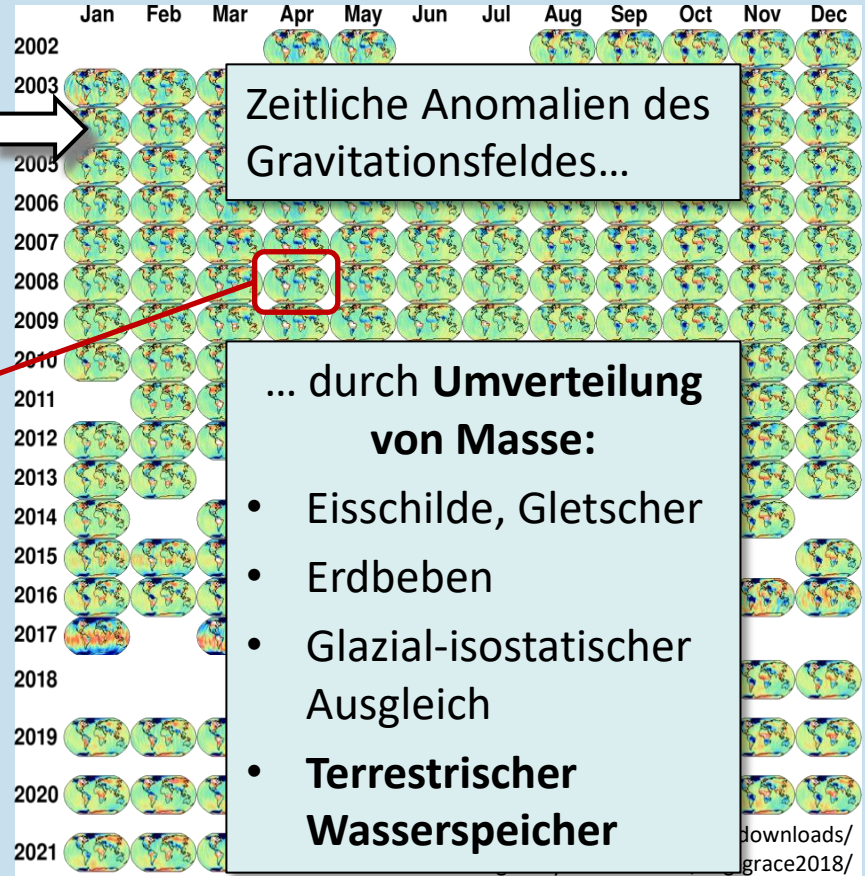 Jan Feb Mar Apr May Jun Jul Aug Sep Oct Nov Dec
2002
2003
Zeitliche Anomalien des
Gravitationsfeldes…
2005
2006
2007
2008
2009
2010
2011
2012
2013
2014
2015
2016
2017
2018
2019
2020
2021
… durch Umverteilung
von Masse:
• Eisschilde, Gletscher
• Erdbeben
• Glazial-isostatischer
Ausgleich
• Terrestrischer
Wasserspeicher
downloads/
grace2018/